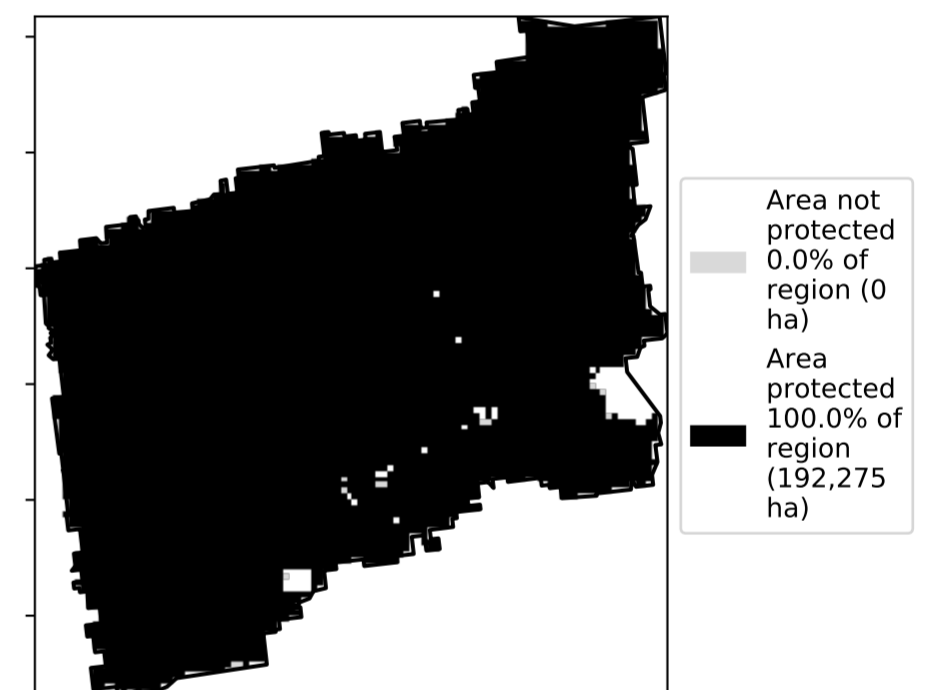 Area not
protected
0.0% of
region (0
ha)
Area
protected
100.0% of
region
(192,275
ha)